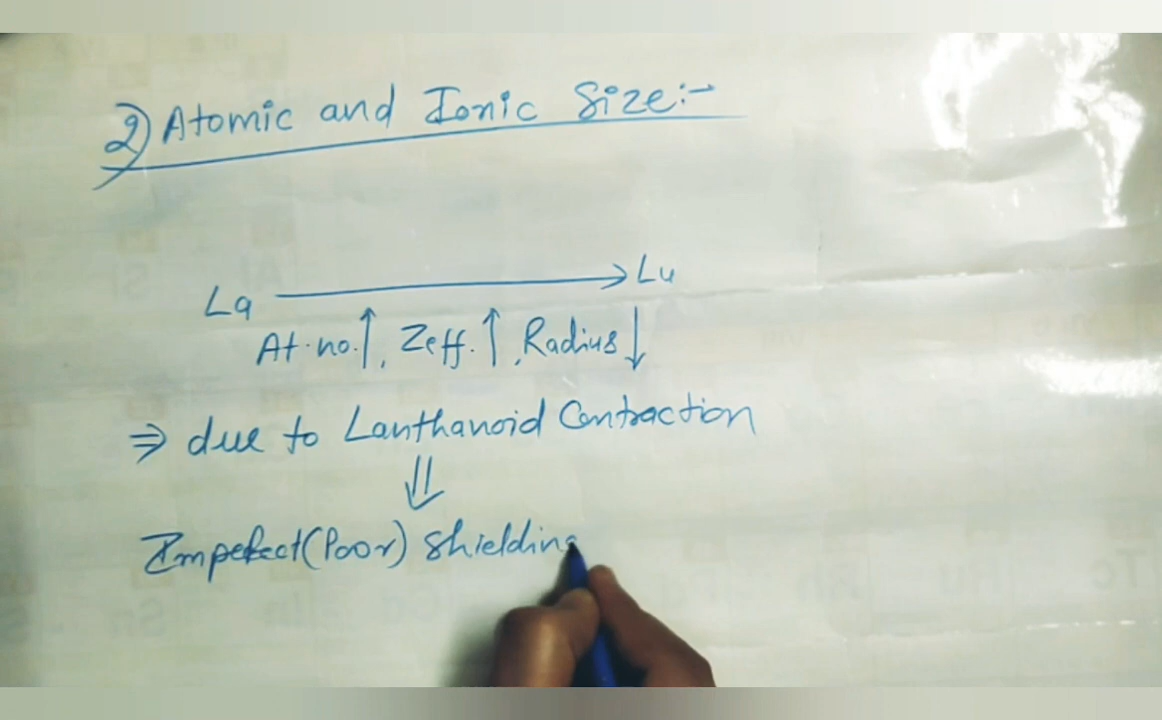 2) Atomic and Ionic Size:-
La ⟶ Lu
At. no.↑, Zeff.↑, Radius↓
⇒ due to Lanthanoid Contraction
⇓
Imperfect (Poor) Shielding